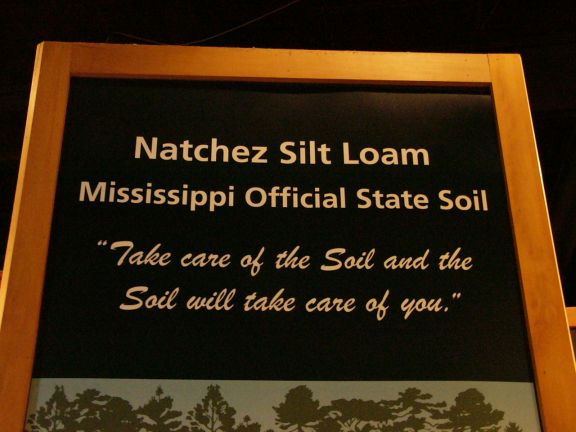 Natchez Silt Loam
Mississippi Official State Soil
“Take care of the Soil and the
Soil will take care of you.”